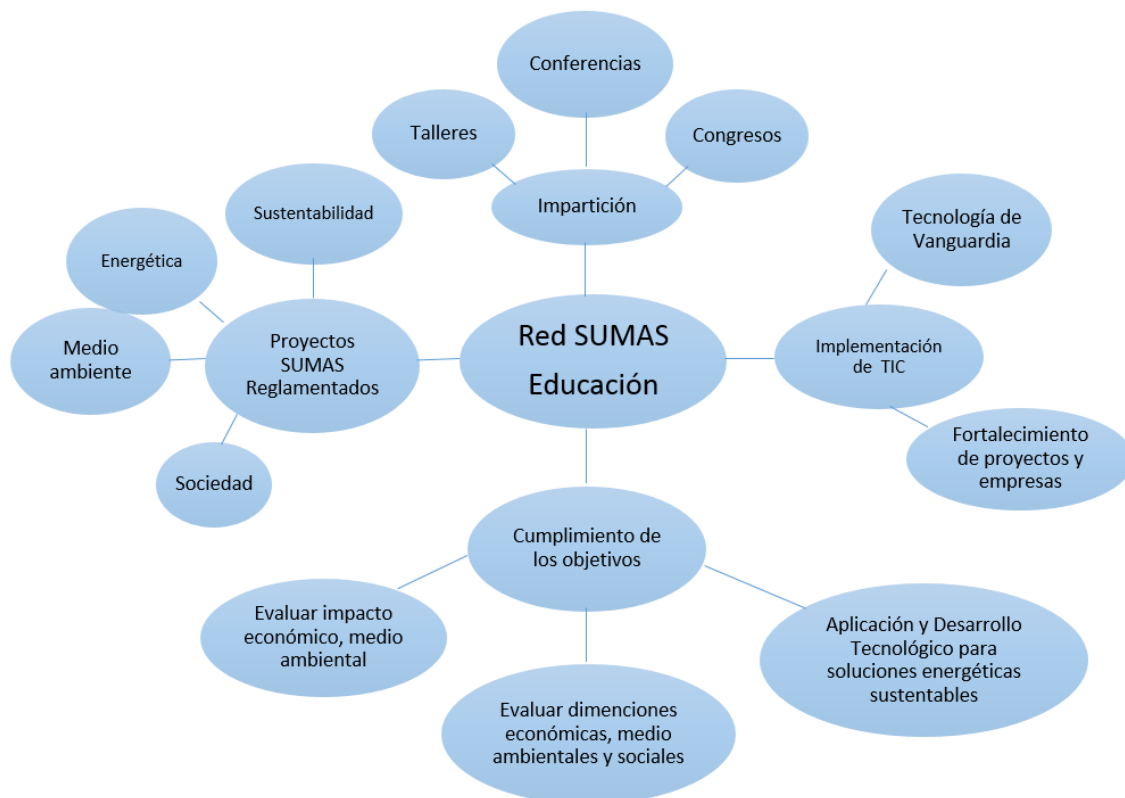 Conferencias
Talleres
Congresos
Impartición
Sustentabilidad
Tecnología de
Vanguardia
Energética
Medio
ambiente
Proyectos
SUMAS
Reglamentados
Red SUMAS
Educación
Implementación
de TIC
Fortalecimiento
de proyectos y
empresas
Sociedad
Cumplimiento de
los objetivos
Evaluar impacto
económico, medio
ambiental
Evaluar dimenciones
económicas, medio
ambientales y sociales
Aplicación y Desarrollo
Tecnológico para
soluciones energéticas
sustentables